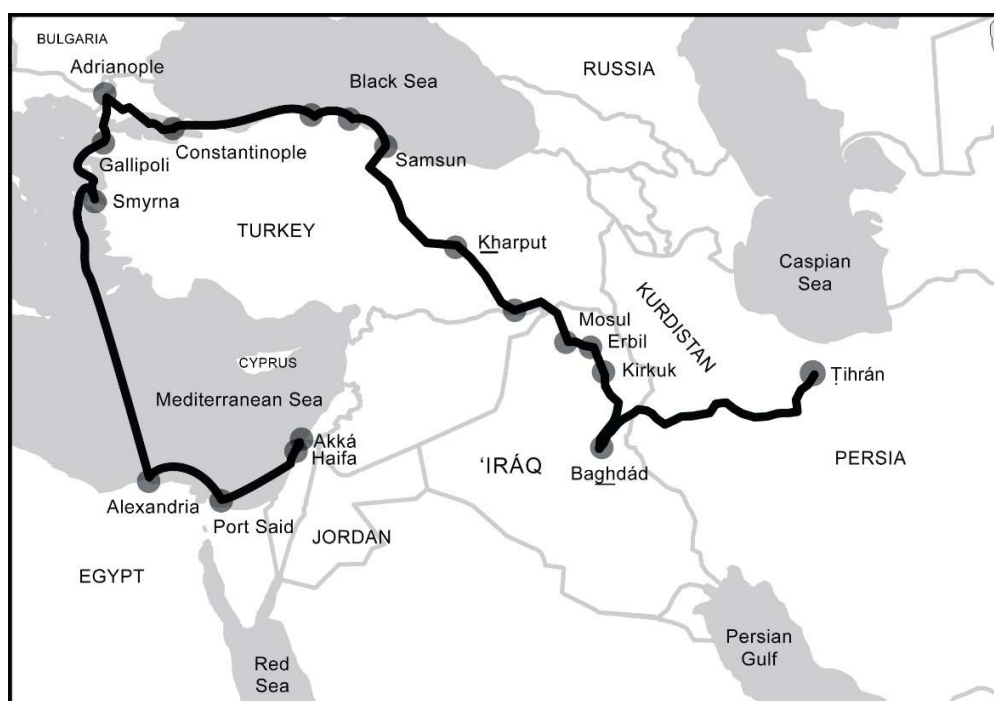 BULGARIA
Adrianople
Black Sea
RUSSIA
Constantinople
Gallipoli
Samsun
Smyrna
TURKEY
Kharput
Caspian
Sea
KURDISTAN
Mosul
Erbil
Kirkuk
CYPRUS
Ṭihrán
Mediterranean Sea
Akká
Haifa
‘IRÁQ
PERSIA
Baghdád
Alexandria
Port Said
JORDAN
EGYPT
Persian
Gulf
Red
Sea